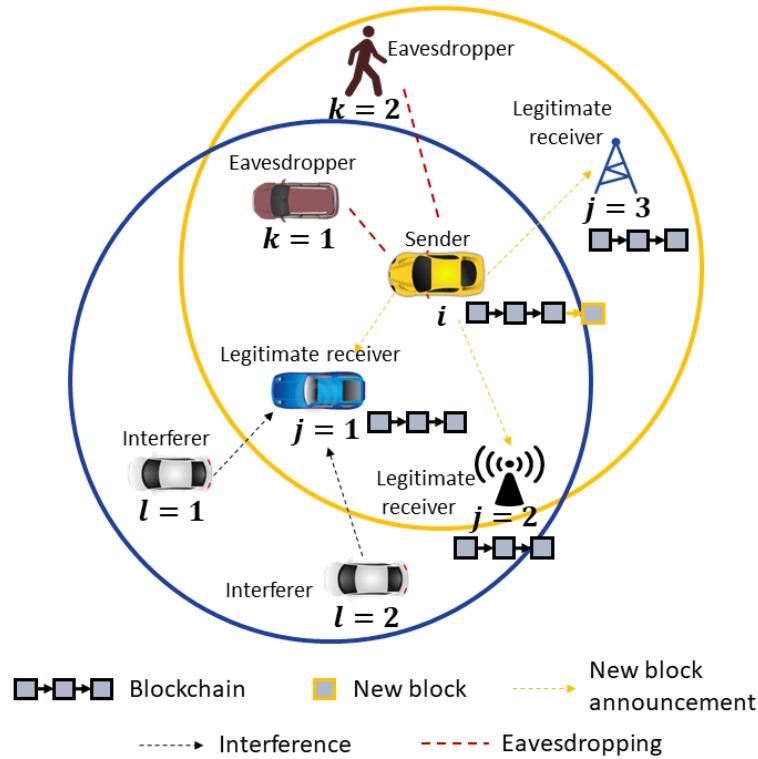 Eavesdropper
k = 2
Legitimate
receiver
j = 3
Eavesdropper
k = 1
Sender
i
Legitimate receiver
j = 1
Interferer
l = 1
Legitimate
receiver
j = 2
Interferer
l = 2
Blockchain
New block
New block
announcement
Interference
Eavesdropping